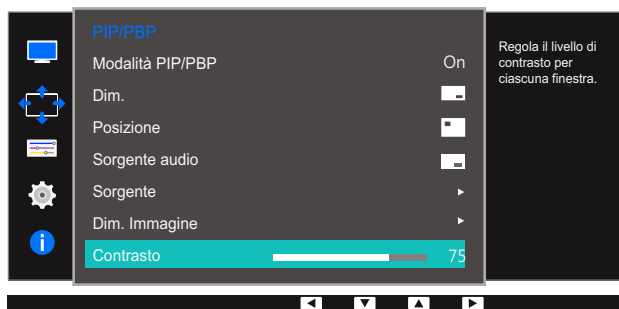 PIP/PBP
Modalità PIP/PBP On
Dim.
Posizione
Sorgente audio
Sorgente
Dim. Immagine
Contrasto 75
Regola il livello di
contrasto per
ciascuna finestra.